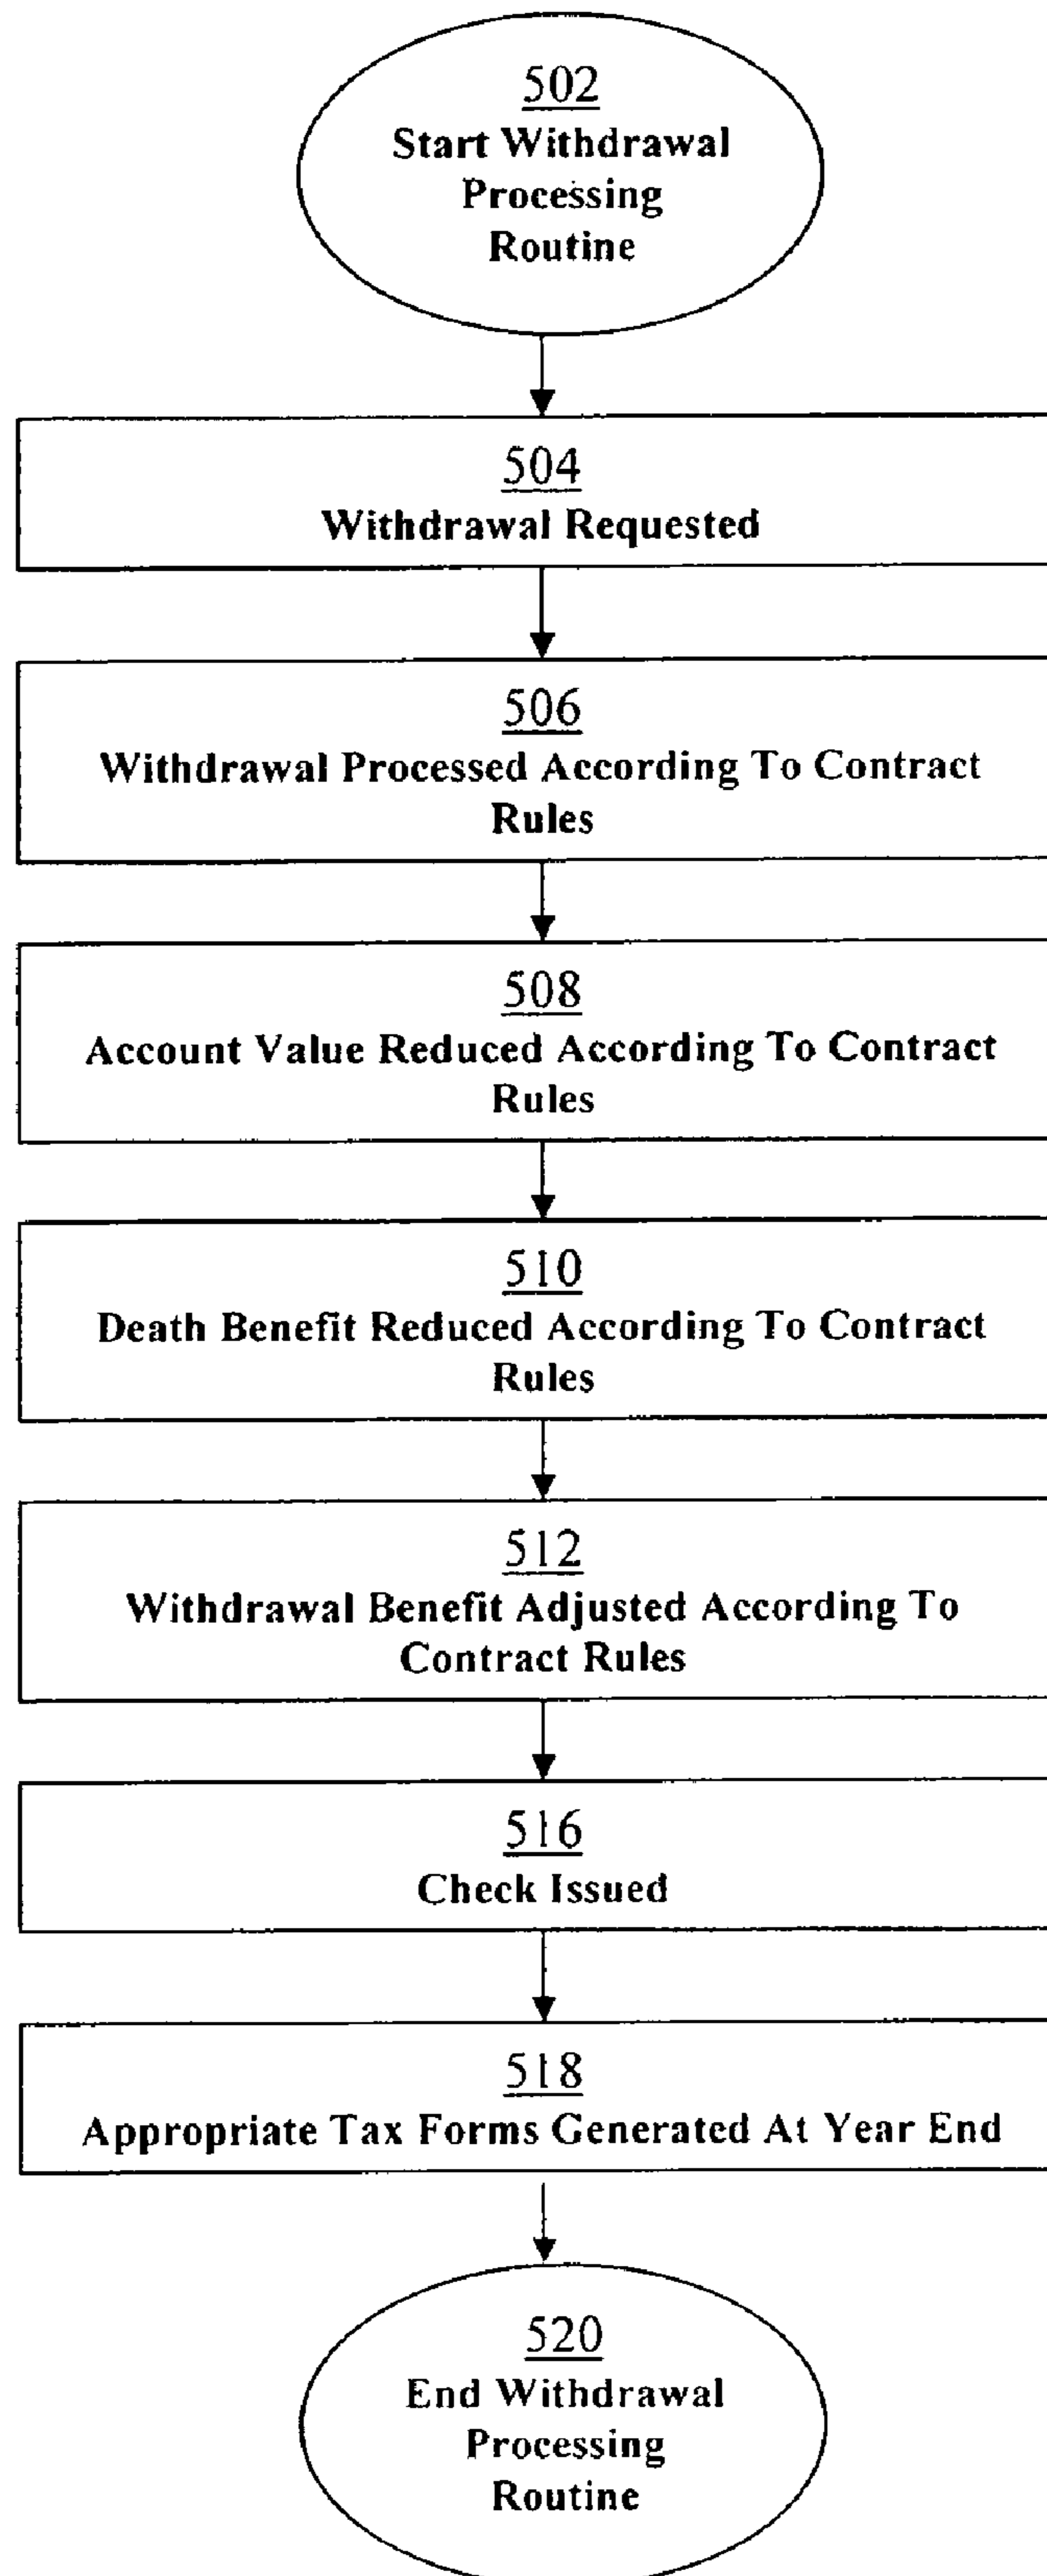 502
Start Withdrawal
Processing
Routine
504
Withdrawal Requested
506
Withdrawal Processed According To Contract
Rules
508
Account Value Reduced According To Contract
Rules
510
Death Benefit Reduced According To Contract
Rules
512
Withdrawal Benefit Adjusted According To
Contract Rules
516
Check Issued
518
Appropriate Tax Forms Generated At Year End
520
End Withdrawal
Processing
Routine